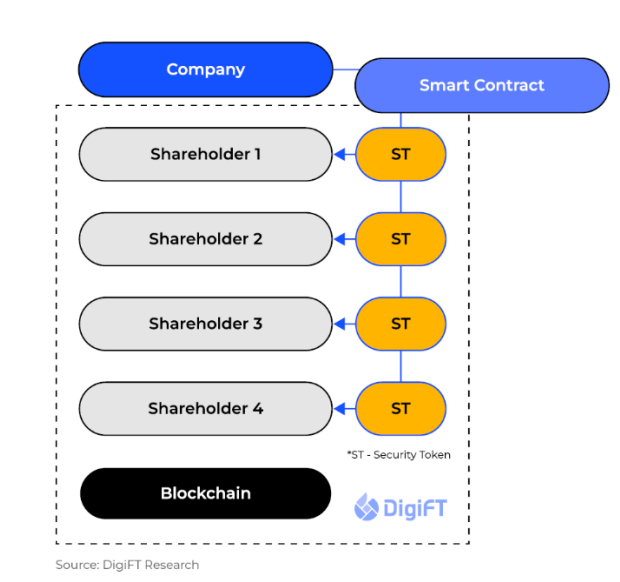 Company
Smart Contract
Shareholder 1
ST
Shareholder 2
ST
Shareholder 3
ST
Shareholder 4
ST
*ST - Security Token
Blockchain
DigiFT
Source: DigiFT Research